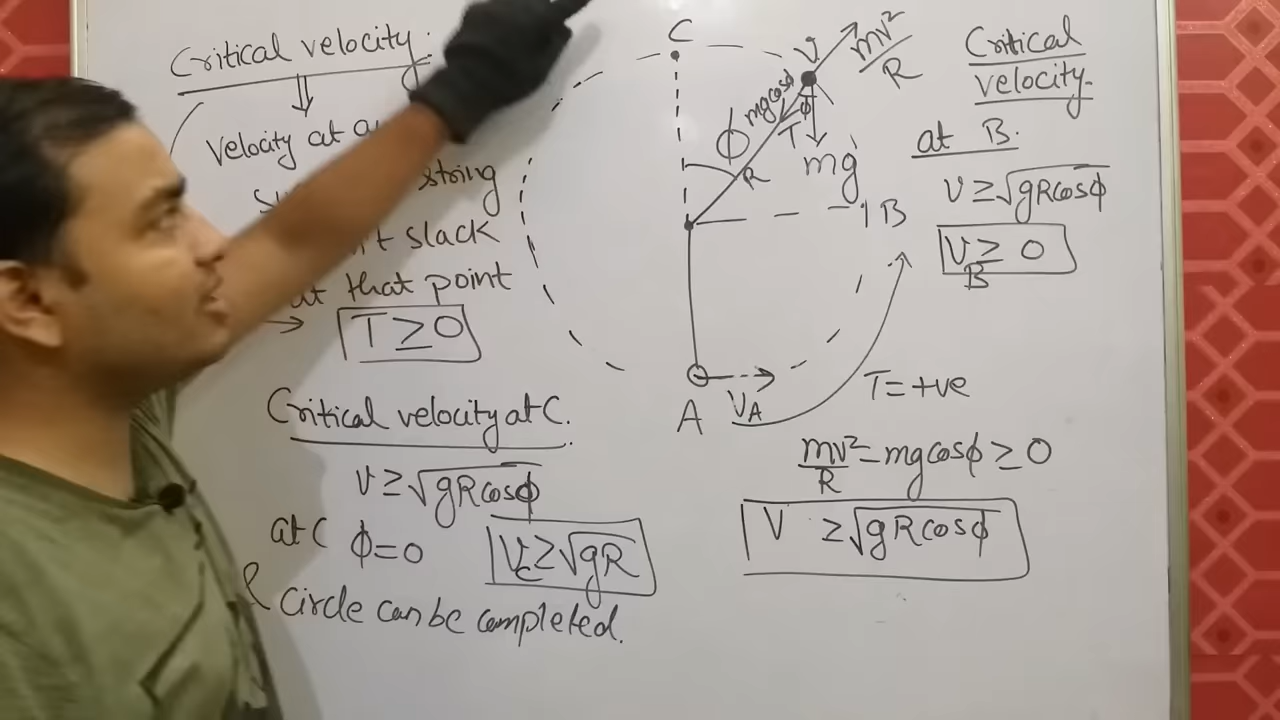 Critical velocity:
⇓
Velocity at
string
slack
at that point
→ T ≥ 0
Critical velocity at C.
v ≥ √gRcosϕ
at C ϕ=0 V_C ≥ √gR
& circle can be completed.
C
V
mv²/R
mgcosϕ
ϕ
T
ϕ
R
mg
B
A
V_A
T = +ve
mv²/R − mgcosϕ ≥ 0
V ≥ √gRcosϕ
Critical
velocity.
at B.
v ≥ √gRcosϕ
V_B ≥ 0